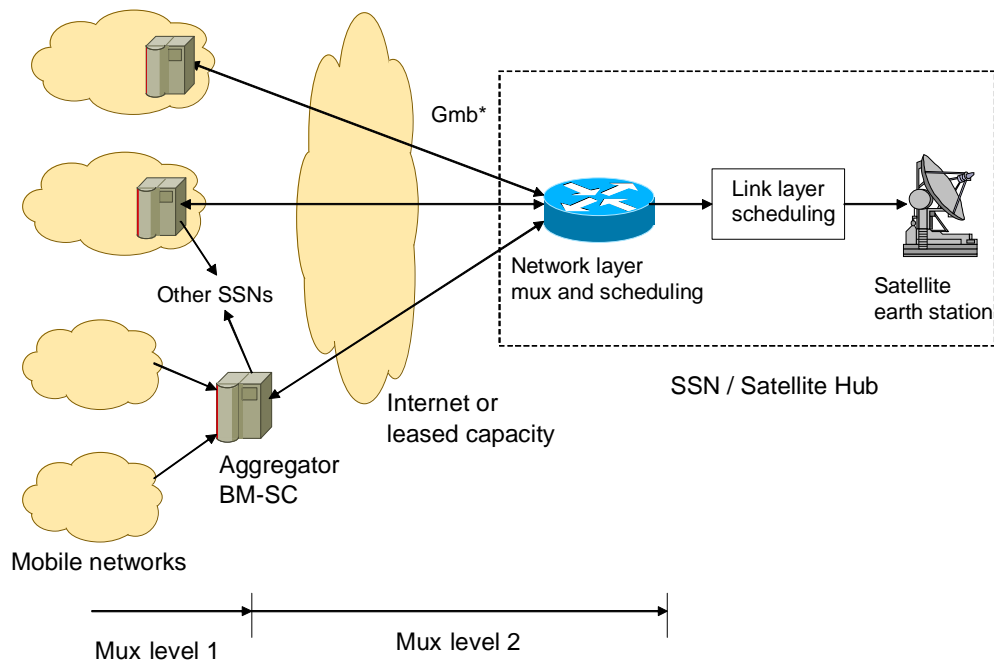 Gmb*
Link layer
scheduling
Network layer
mux and scheduling
Satellite
earth station
Other SSNs
SSN / Satellite Hub
Internet or
leased capacity
Aggregator
BM-SC
Mobile networks
Mux level 1
Mux level 2